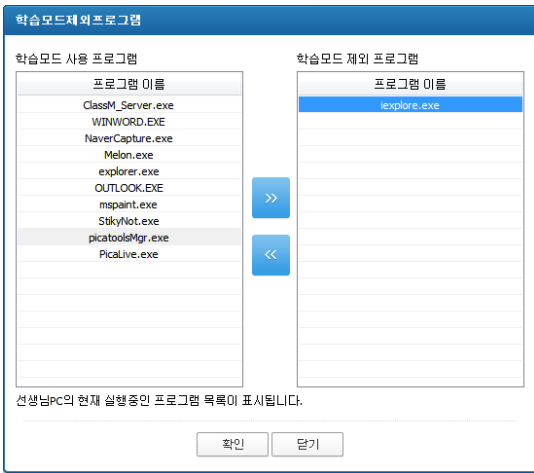 학습모드제외프로그램
학습모드 사용 프로그램
프로그램 이름
ClassM_Server.exe
WINWORD.EXE
NaverCapture.exe
Melon.exe
explorer.exe
OUTLOOK.EXE
mspaint.exe
StikyNot.exe
picatoolsMgr.exe
PicaLive.exe
>>
<<
학습모드 제외 프로그램
프로그램 이름
iexplore.exe
선생님PC의 현재 실행중인 프로그램 목록이 표시됩니다.
확인
닫기